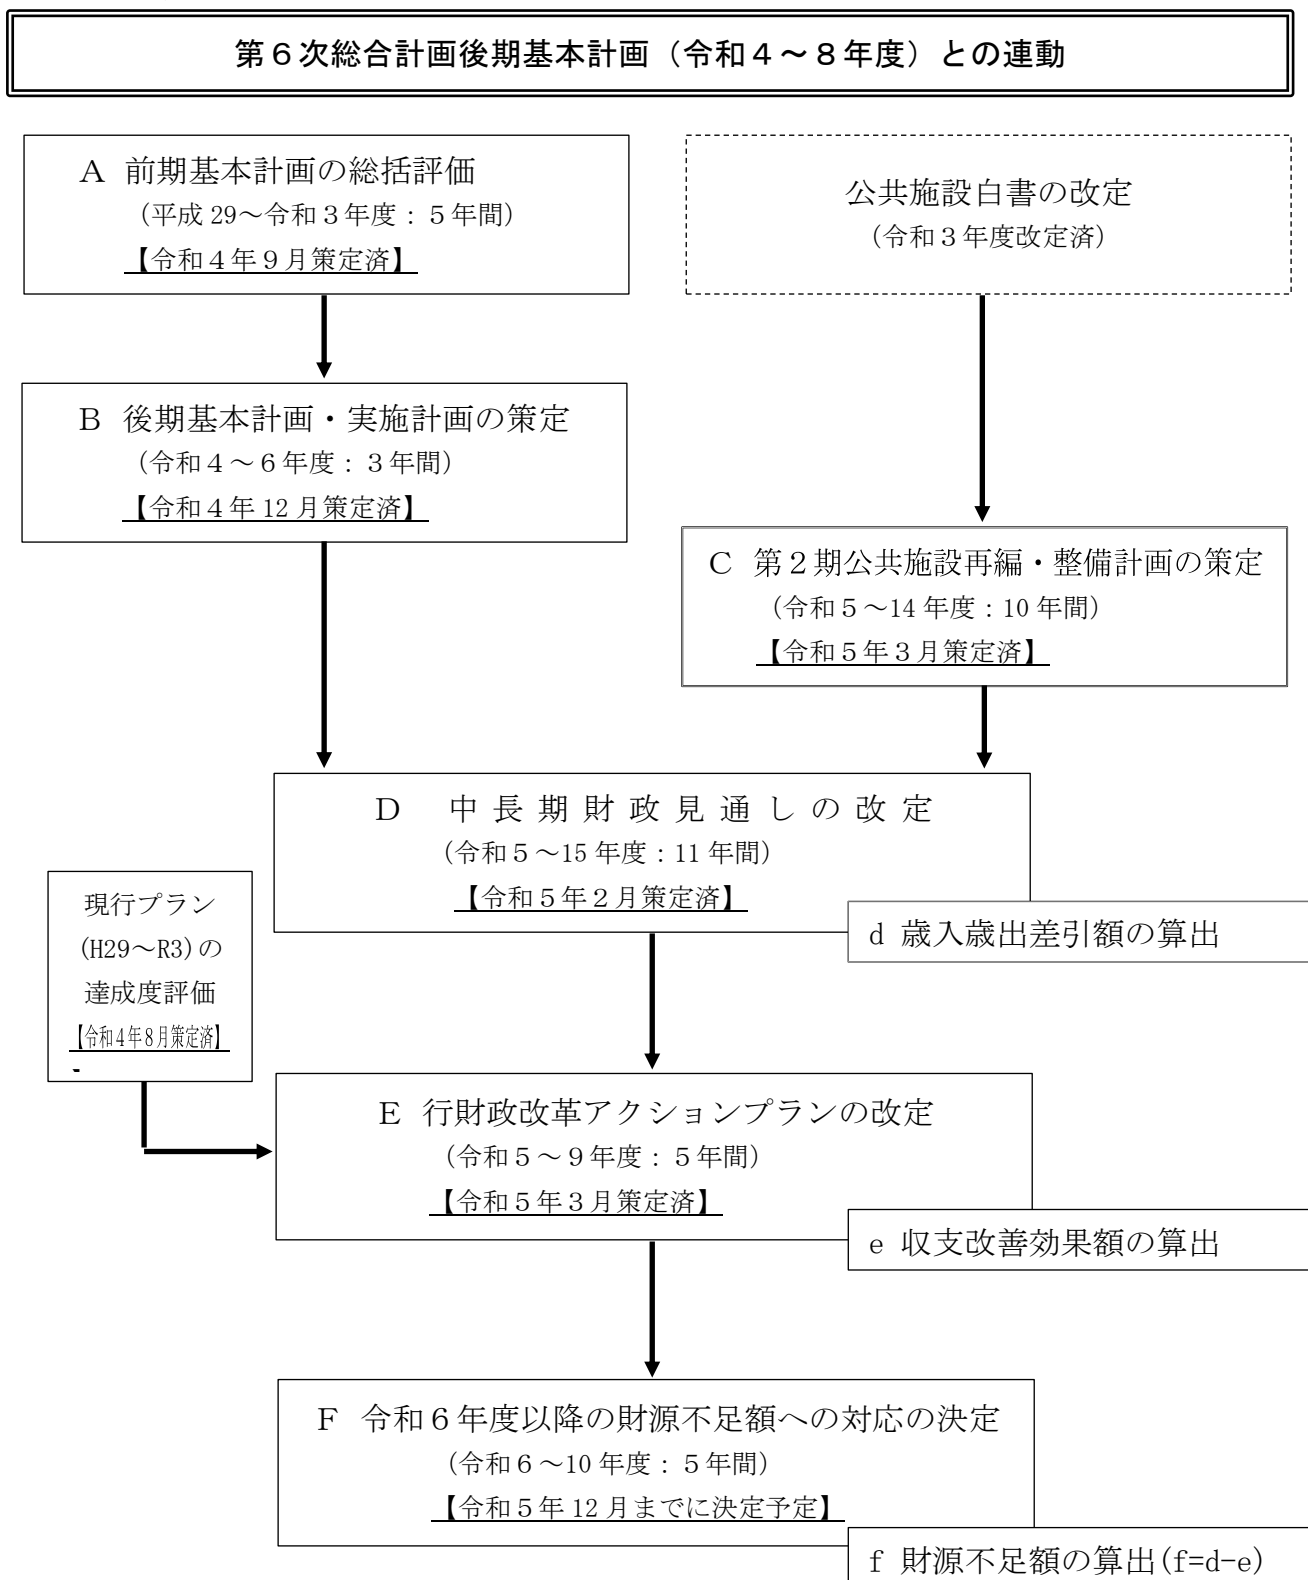 第６次総合計画後期基本計画（令和４～８年度）との連動
A 前期基本計画の総括評価
（平成 29～令和３年度：５年間）
【令和４年９月策定済】
公共施設白書の改定
（令和３年度改定済）
B 後期基本計画・実施計画の策定
（令和４～６年度：３年間）
【令和４年 12 月策定済】
C 第２期公共施設再編・整備計画の策定
（令和５～14 年度：10 年間）
【令和５年３月策定済】
D 中長期財政見通しの改定
（令和５～15 年度：11 年間）
【令和５年２月策定済】
d 歳入歳出差引額の算出
現行プラン
(H29～R3)の
達成度評価
【令和４年８月策定済】
E 行財政改革アクションプランの改定
（令和５～９年度：５年間）
【令和５年３月策定済】
e 収支改善効果額の算出
F 令和６年度以降の財源不足額への対応の決定
（令和６～10 年度：５年間）
【令和５年 12 月までに決定予定】
f 財源不足額の算出(f=d-e)